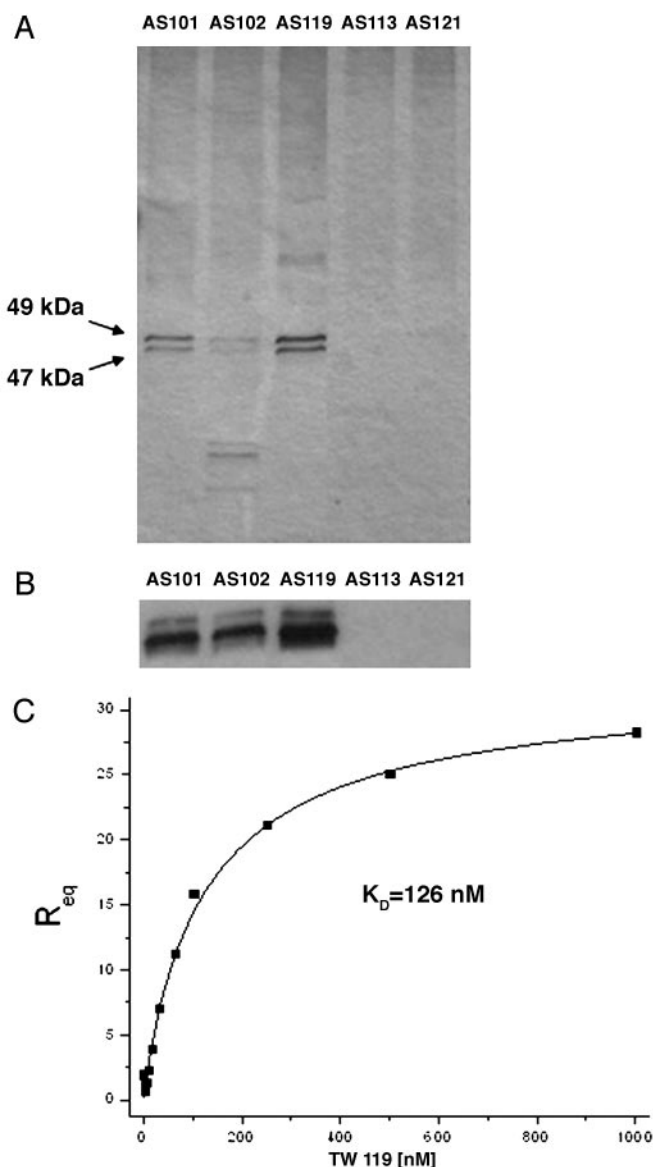 A
AS101 AS102 AS119 AS113 AS121
49 kDa
47 kDa
B
AS101 AS102 AS119 AS113 AS121
C
30
25
20
15
10
5
0
Req
KD=126 nM
0 200 400 600 800 1000
TW 119 [nM]